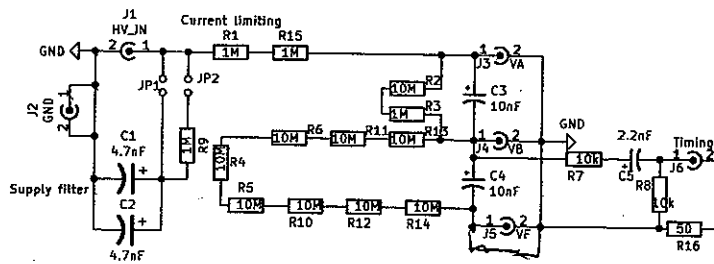 J1
HV_IN
GND
2
1
Current limiting
R1
1M
R15
1M
1
2
J3
VA
JP1
JP2
10M
R2
1M
R3
C3
10nF
J2
GND
1
2
C1
4.7nF
1M
R9
10M
R4
10M
R6
10M
R11
10M
R13
1
2
J4
VB
GND
2.2nF
Timing
10k
R7
C5
1
2
J6
R8
10k
Supply filter
C2
4.7nF
R5
10M
10M
R10
10M
R12
10M
R14
C4
10nF
1
2
J5
VF
50
R16